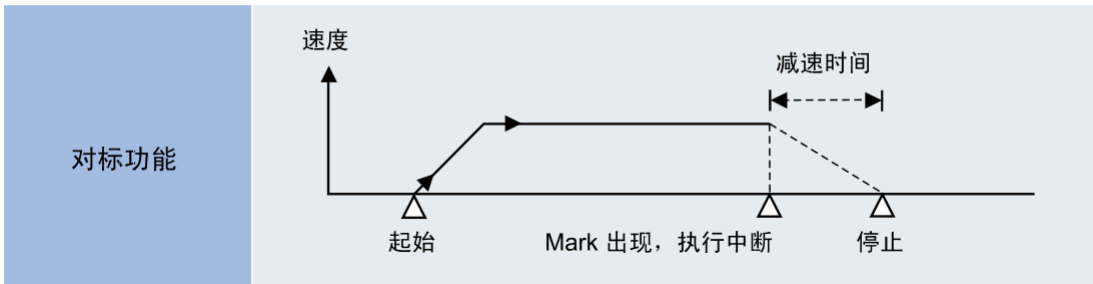 对标功能
速度
减速时间
起始
Mark 出现，执行中断
停止